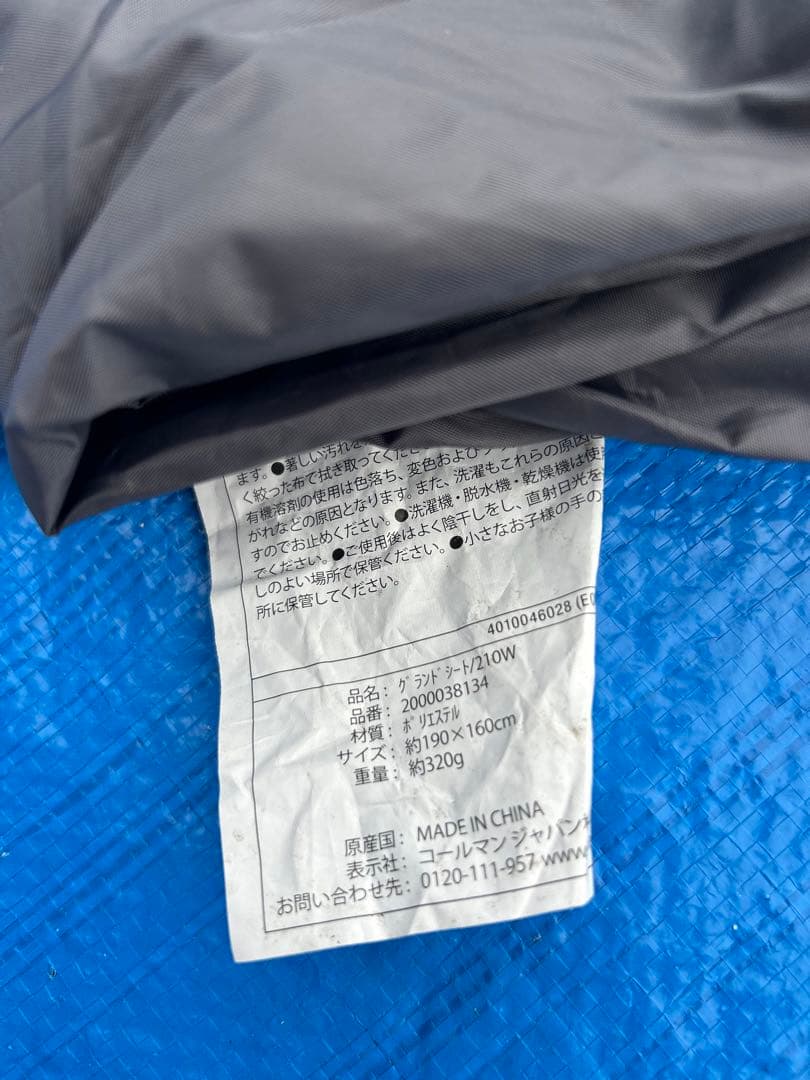 ます。●著しい汚れを
く絞った布で拭き取ってくださ
有機溶剤の使用は色落ち、変色および
がれなどの原因となります。また、洗濯もこれらの原因と
すのでお止めください。●洗濯機・脱水機・乾燥機は使
でください。●ご使用後はよく陰干しをし、直射日光を
しのよい場所で保管ください。●小さなお子様の手の
所に保管してください。
4010046028 (E
品名: グランドシート/210W
品番: 2000038134
材質: ポリエステル
サイズ: 約190×160cm
重量: 約320g
原産国: MADE IN CHINA
表示社: コールマン ジャパン
お問い合わせ先: 0120-111-957 www.